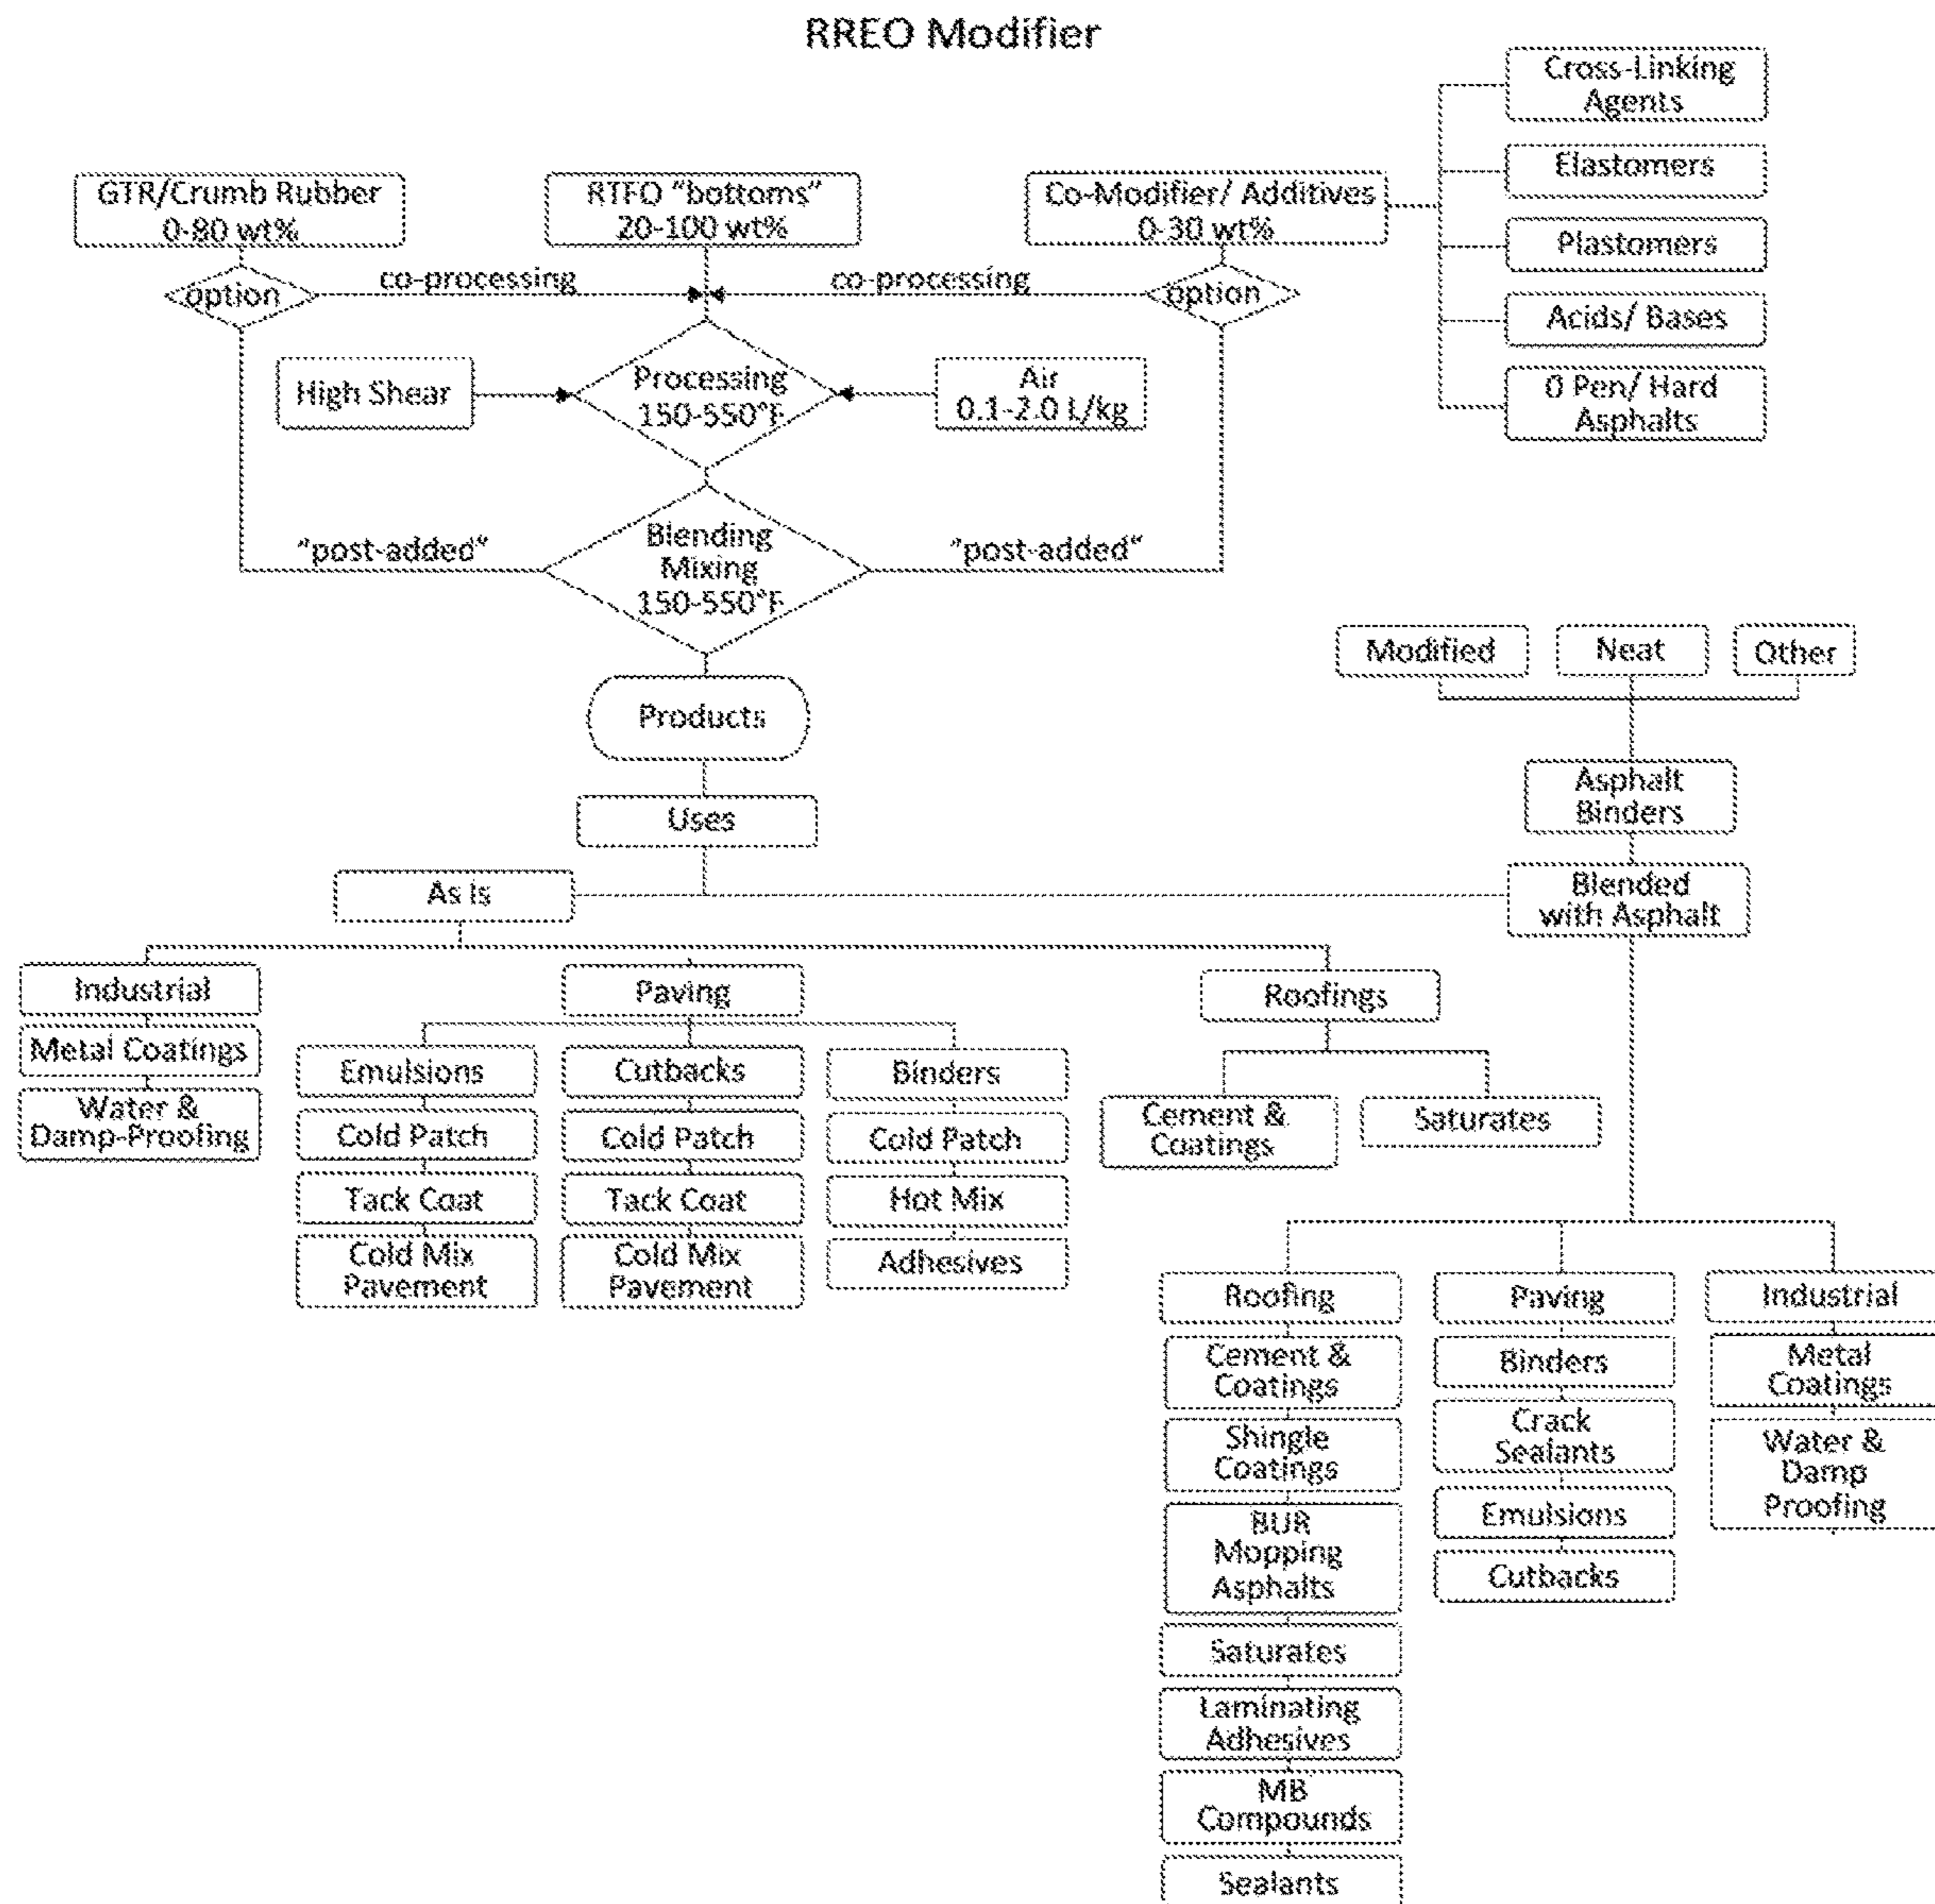 RREO Modifier
Cross-Linking
Agents
Elastomers
Plastomers
Acids/ Bases
0 Pen/ Hard
Asphalts
GTR/Crumb Rubber
0-80 wt%
RTFO "bottoms"
20-100 wt%
Co-Modifier/ Additives
0-30 wt%
option
co-processing
co-processing
option
High Shear
Processing
150-550°F
Air
0.1-2.0 L/kg
"post-added"
Blending
Mixing
150-550°F
"post-added"
Products
Uses
Modified
Neat
Other
Asphalt
Binders
As is
Blended
with Asphalt
Industrial
Metal Coatings
Water &
Damp-Proofing
Paving
Emulsions
Cold Patch
Tack Coat
Cold Mix
Pavement
Cutbacks
Cold Patch
Tack Coat
Cold Mix
Pavement
Binders
Cold Patch
Hot Mix
Adhesives
Roofings
Cement &
Coatings
Saturates
Roofing
Cement &
Coatings
Shingle
Coatings
BUR
Mopping
Asphalts
Saturates
Laminating
Adhesives
MB
Compounds
Sealants
Paving
Binders
Crack
Sealants
Emulsions
Cutbacks
Industrial
Metal
Coatings
Water &
Damp
Proofing